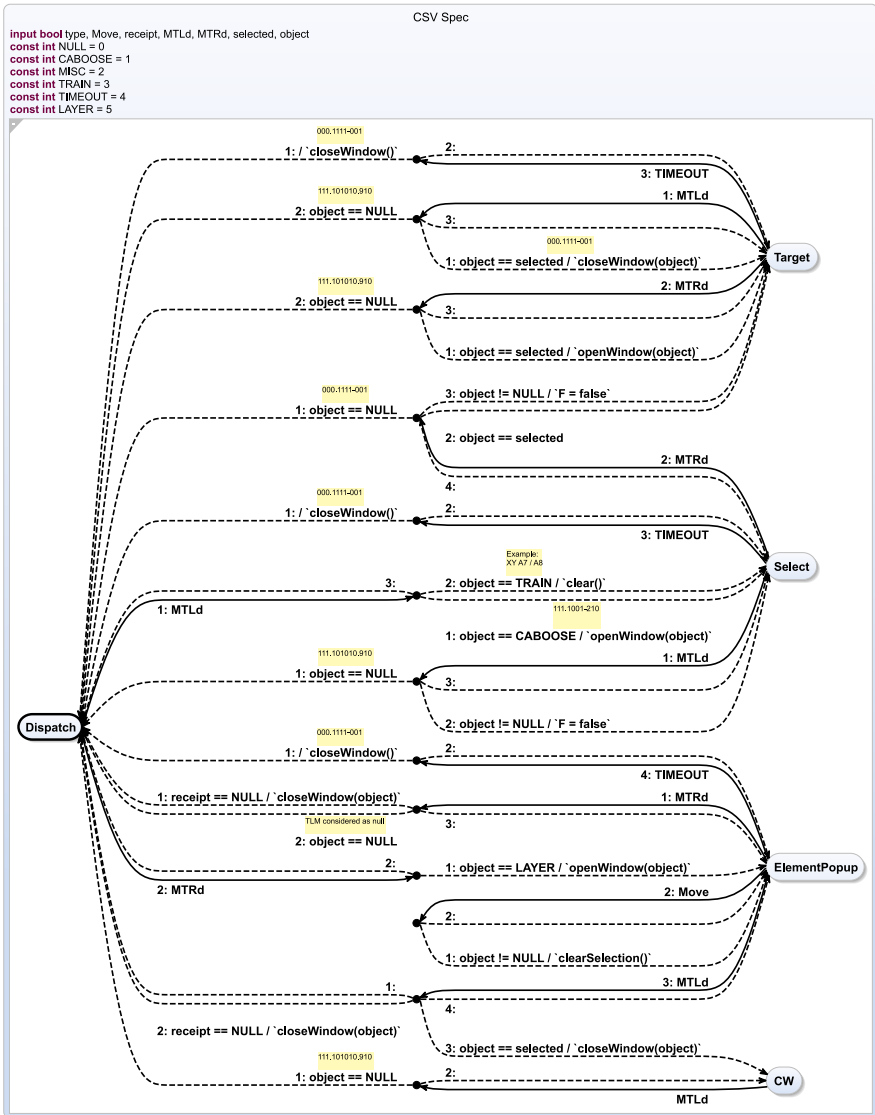 CSV Spec
input bool type, Move, receipt, MTLd, MTRd, selected, object
const int NULL = 0
const int CABOOSE = 1
const int MISC = 2
const int TRAIN = 3
const int TIMEOUT = 4
const int LAYER = 5
000.1111-001
1: / `closeWindow()`
2:
3: TIMEOUT
111.101010.910
2: object == NULL
1: MTLd
3:
000.1111-001
1: object == selected / `closeWindow(object)`
Target
111.101010.910
2: object == NULL
2: MTRd
3:
1: object == selected / `openWindow(object)`
000.1111-001
1: object == NULL
3: object != NULL / `F = false`
2: object == selected
2: MTRd
4:
000.1111-001
1: / `closeWindow()`
2:
3: TIMEOUT
Select
Example:
XY A7 / A8
3:
2: object == TRAIN / `clear()`
1: MTLd
111.1001-210
1: object == CABOOSE / `openWindow(object)`
111.101010.910
1: object == NULL
1: MTLd
3:
2: object != NULL / `F = false`
Dispatch
000.1111-001
1: / `closeWindow()`
2:
4: TIMEOUT
1: receipt == NULL / `closeWindow(object)`
1: MTRd
3:
TLM considered as null
2: object == NULL
2:
1: object == LAYER / `openWindow(object)`
ElementPopup
2: MTRd
2: Move
2:
1: object != NULL / `clearSelection()`
1:
3: MTLd
4:
2: receipt == NULL / `closeWindow(object)`
3: object == selected / `closeWindow(object)`
111.101010.910
1: object == NULL
2:
CW
MTLd